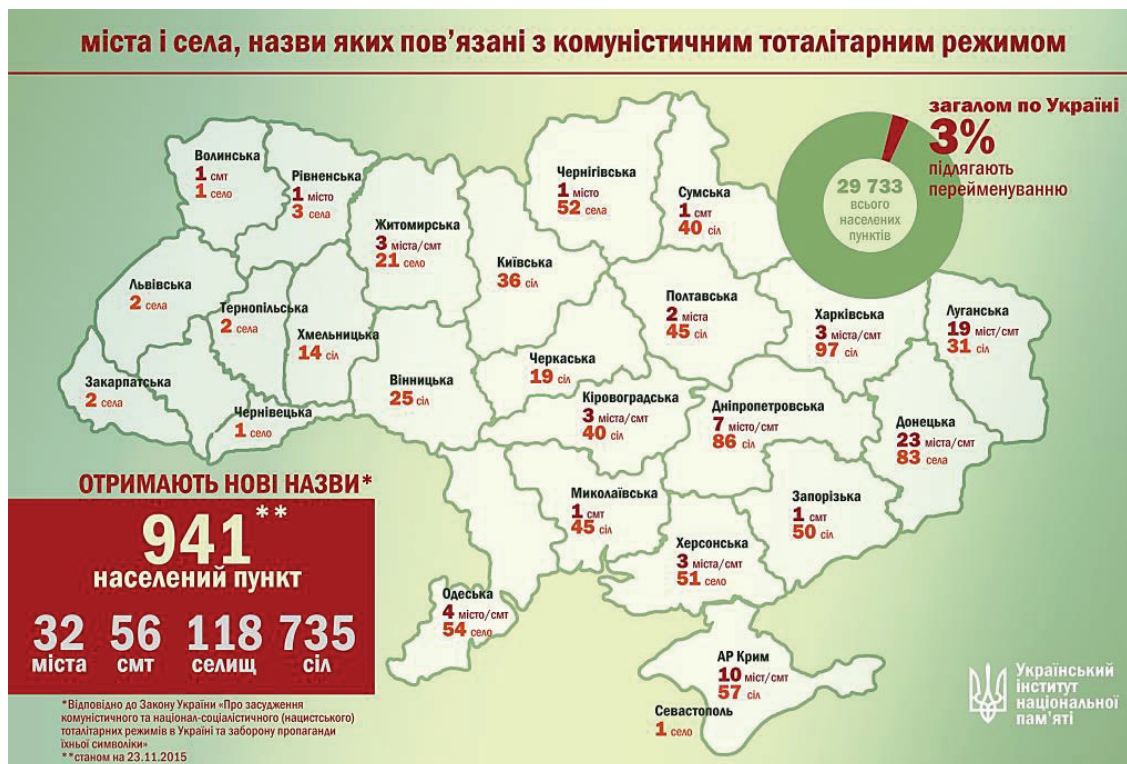 міста і села, назви яких пов’язані з комуністичним тоталітарним режимом
загалом по Україні
3%
підлягають
перейменуванню
29 733
всього
населених
пунктів
Волинська
1 смт
1 село
Рівненська
1 місто
3 села
Житомирська
3 міста/смт
21 село
Київська
36 сіл
Чернігівська
1 місто
52 села
Сумська
1 смт
40 сіл
Львівська
2 села
Тернопільська
2 села
Хмельницька
14 сіл
Вінницька
25 сіл
Черкаська
19 сіл
Полтавська
2 міста
45 сіл
Харківська
3 міста/смт
97 сіл
Луганська
19 міст/смт
31 сіл
Закарпатська
2 села
Чернівецька
1 село
Кіровоградська
3 міста/смт
40 сіл
Дніпропетровська
7 місто/смт
86 сіл
Донецька
23 міста/смт
83 села
Миколаївська
1 смт
45 сіл
Запорізька
1 смт
50 сіл
Херсонська
3 міста/смт
51 село
Одеська
4 місто/смт
54 село
АР Крим
10 міст/смт
57 сіл
Севастополь
1 село
ОТРИМАЮТЬ НОВІ НАЗВИ*
941**
населений пункт
32 56 118 735
міста смт селищ сіл
*Відповідно до Закону України «Про засудження
комуністичного та націонал-соціалістичного (нацистського)
тоталітарних режимів в Україні та заборону пропаганди
їхньої символіки»
**станом на 23.11.2015
Український
інститут
національної
пам’яті